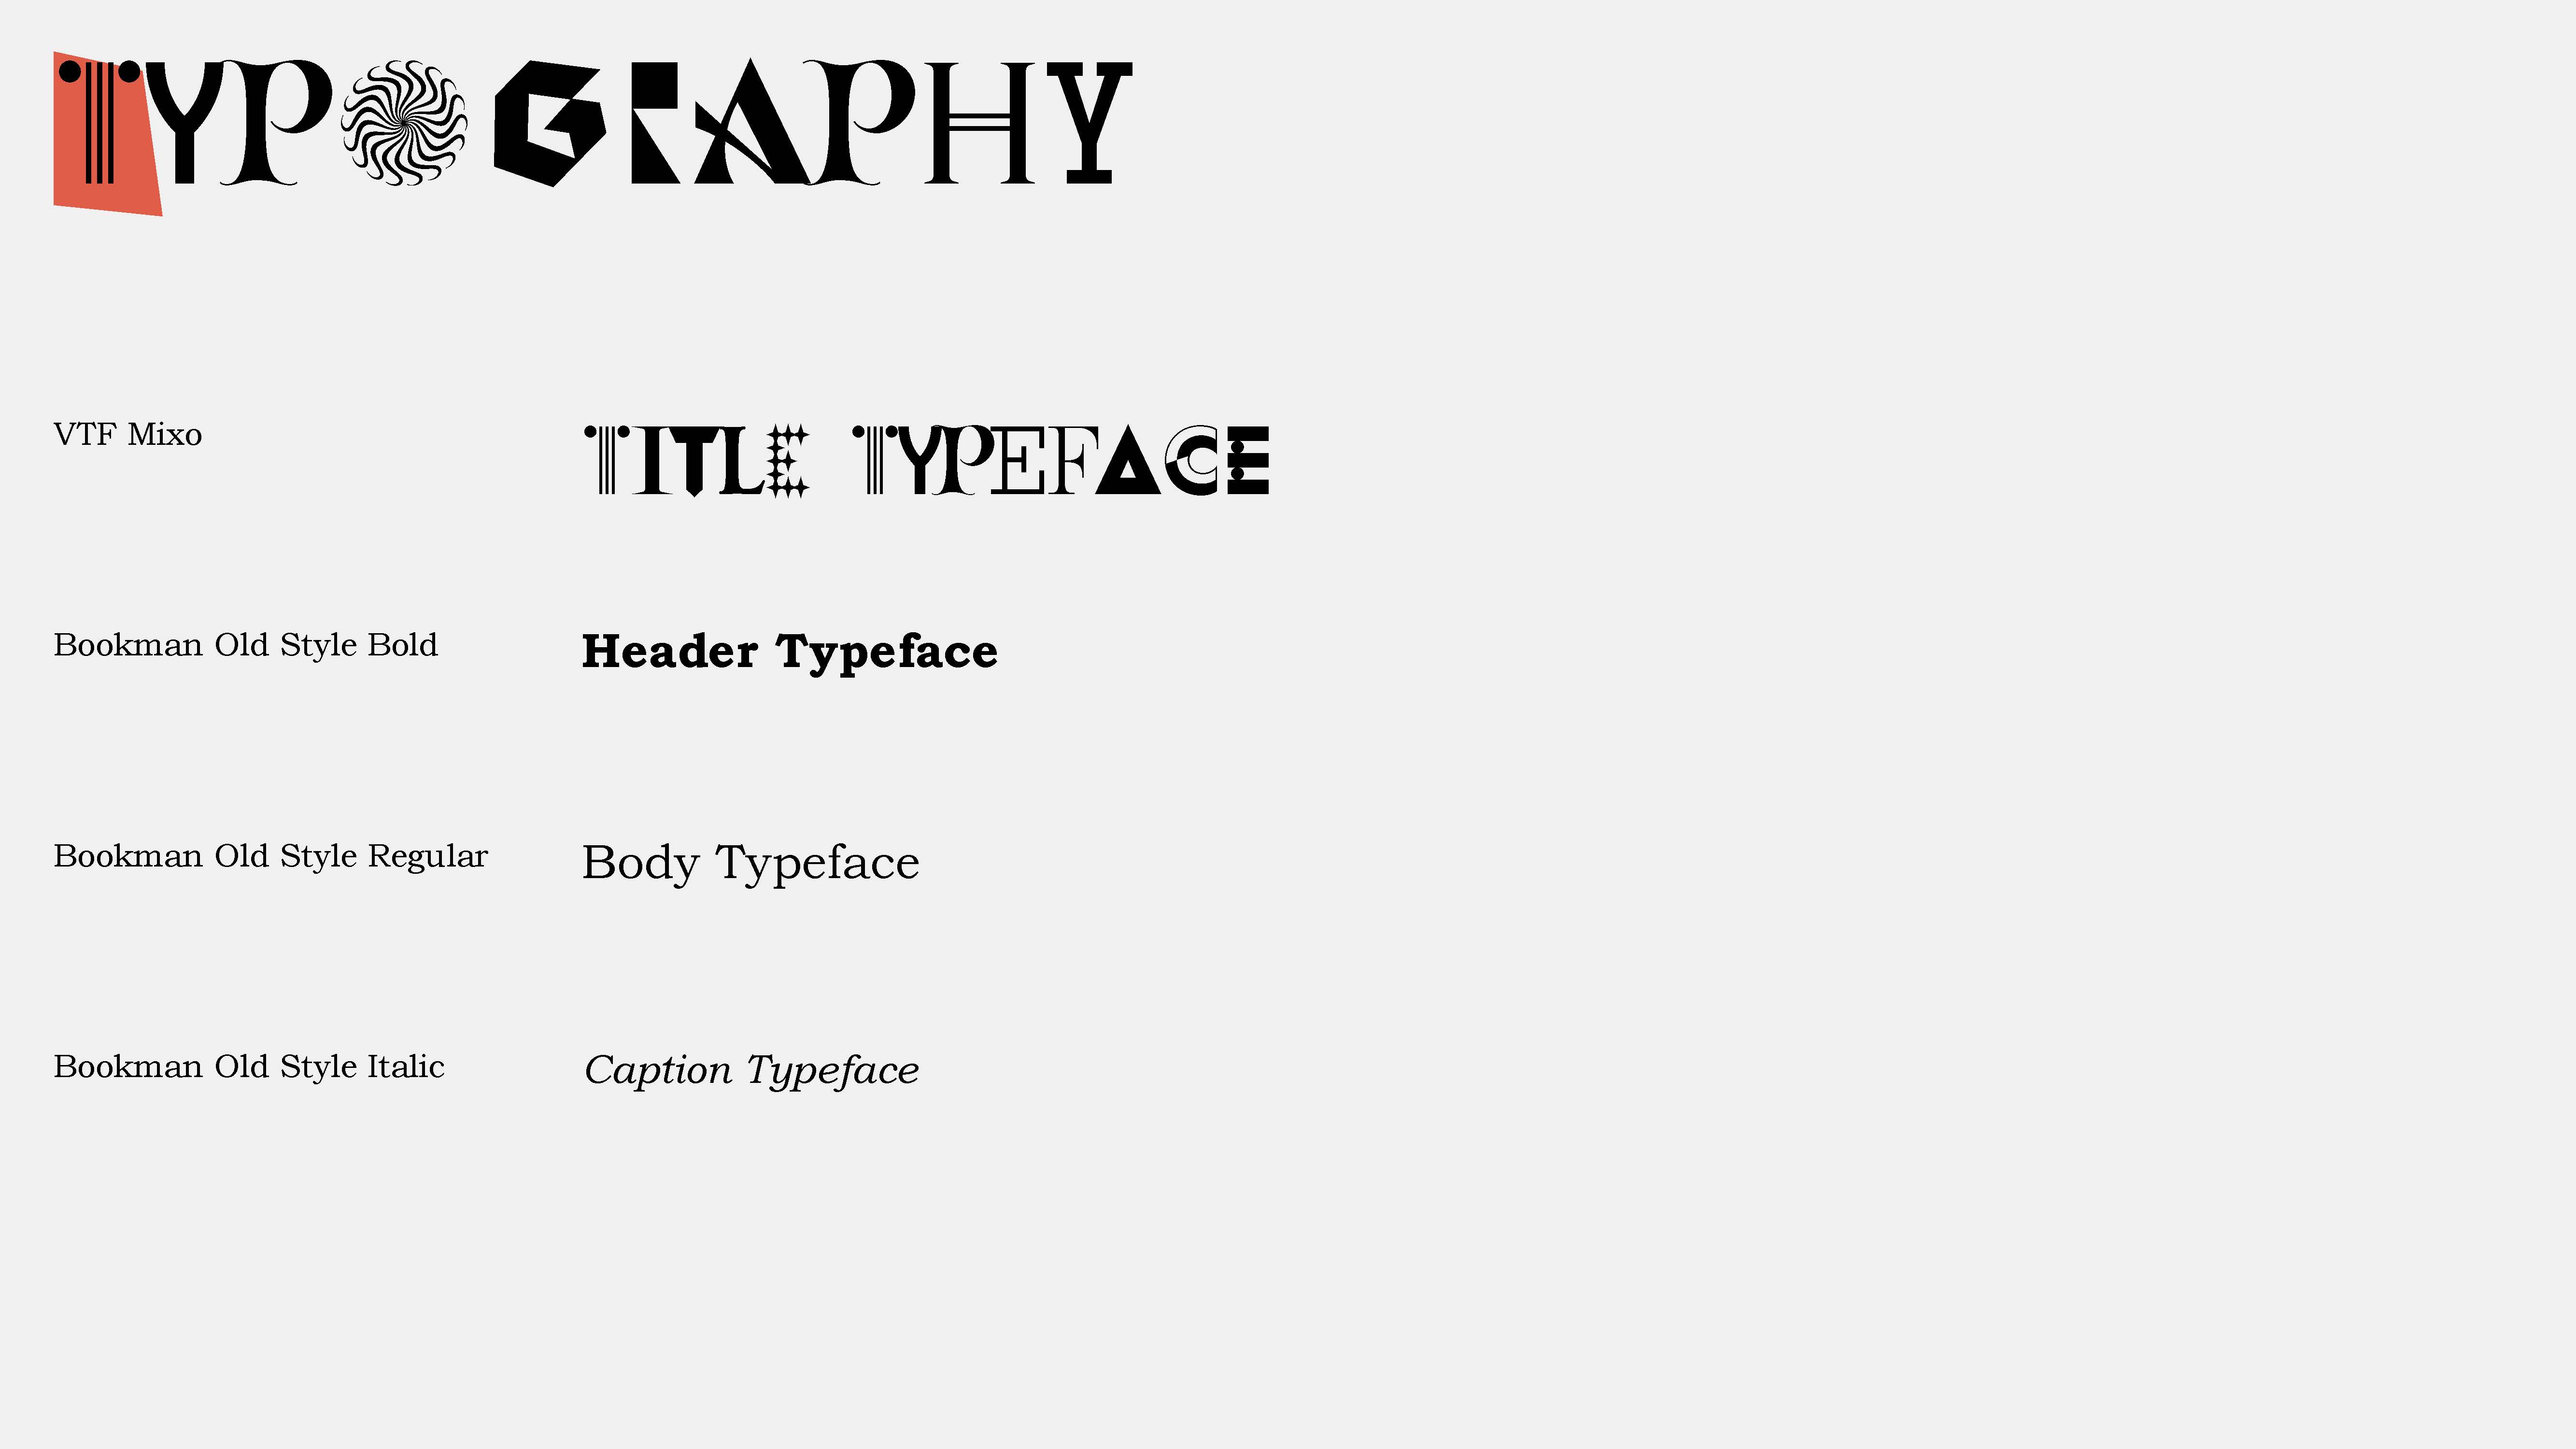 TYPOGRAPHY
VTF Mixo TITLE TYPEFACE
Bookman Old Style Bold Header Typeface
Bookman Old Style Regular Body Typeface
Bookman Old Style Italic Caption Typeface